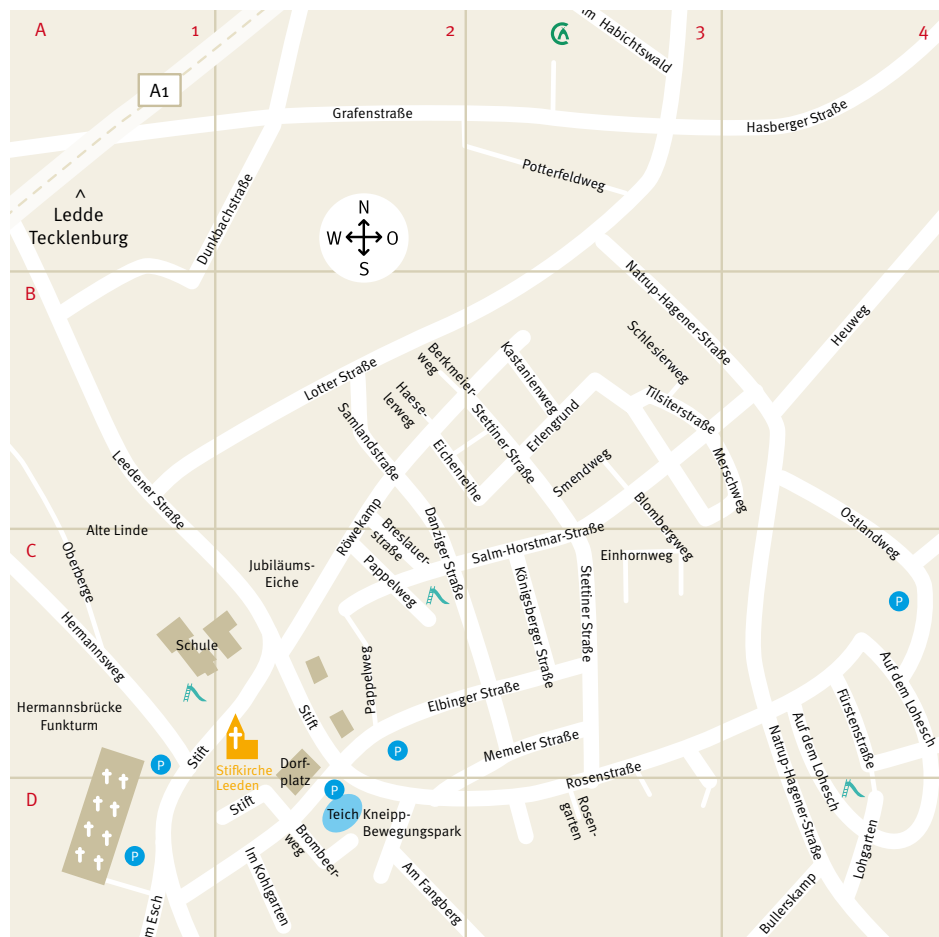 A
1
2
3
4
m Habichtswald
A1
Grafenstraße
Hasberger Straße
Potterfeldweg
Ledde
Tecklenburg
Dunkbachstraße
N
W
O
S
B
Natrup-Hagener-Straße
Heuweg
Schlesierweg
Lotter Straße
Berkmeier-
weg
Kastanienweg
Haese-
lerweg
Tilsiterstraße
Samlandstraße
Stettiner Straße
Erlengrund
Eichenreihe
Smendweg
Merschweg
Leedener Straße
Blombergweg
Ostlandweg
Alte Linde
Röwekamp
Danziger Straße
C
Breslauer-
straße
Salm-Horstmar-Straße
Einhornweg
Oberberge
Jubiläums-
Eiche
Pappelweg
Königsberger Straße
Stettiner Straße
P
Hermannsweg
Schule
Pappelweg
Auf dem Lohesch
Elbinger Straße
Fürstenstraße
Hermannsbrücke
Funkturm
Stift
Auf dem Lohesch
Memeler Straße
Natrup-Hagener-Straße
P
Stift
P
Stifkirche
Leeden
Dorf-
platz
Rosenstraße
D
P
Stift
Teich
Kneipp-
Bewegungspark
Rosen-
garten
Brombeer-
weg
P
Im Kohlgarten
Am Fangberg
Lohgarten
Bullerskamp
m Esch